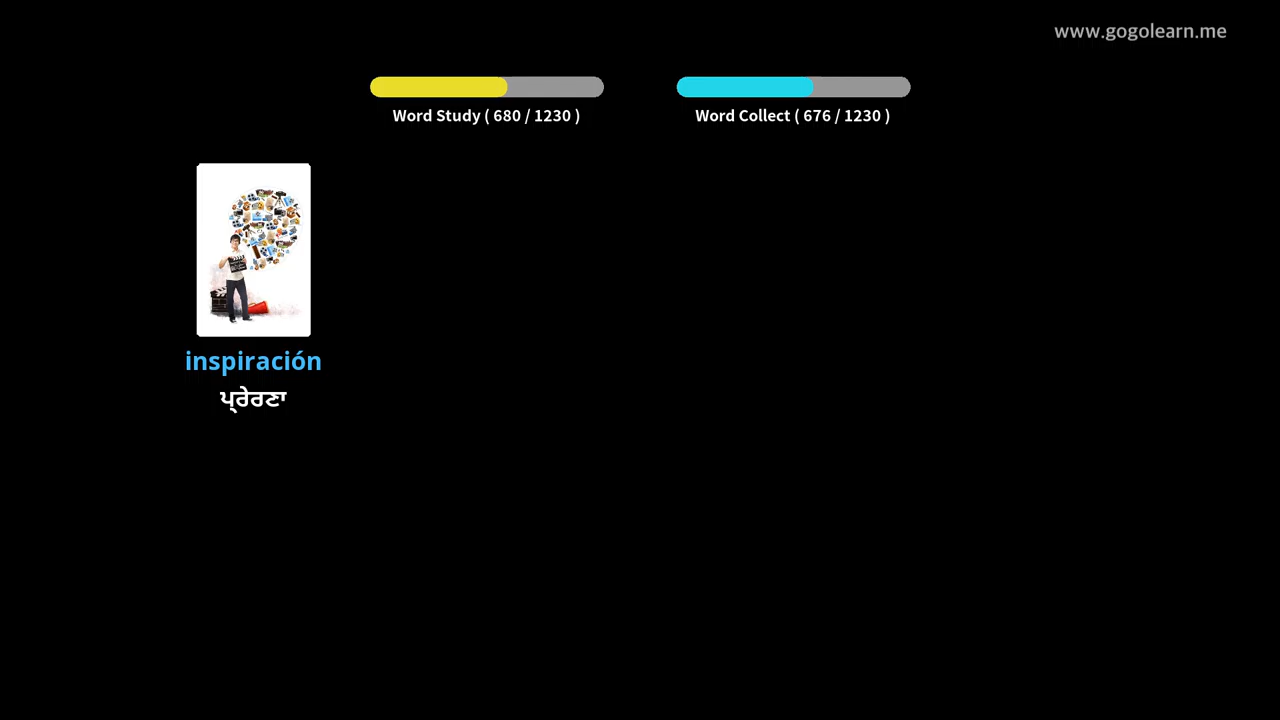 www.gogolearn.me
Word Study ( 680 / 1230 )
Word Collect ( 676 / 1230 )
inspiración
ਪ੍ਰੇਰਣਾ